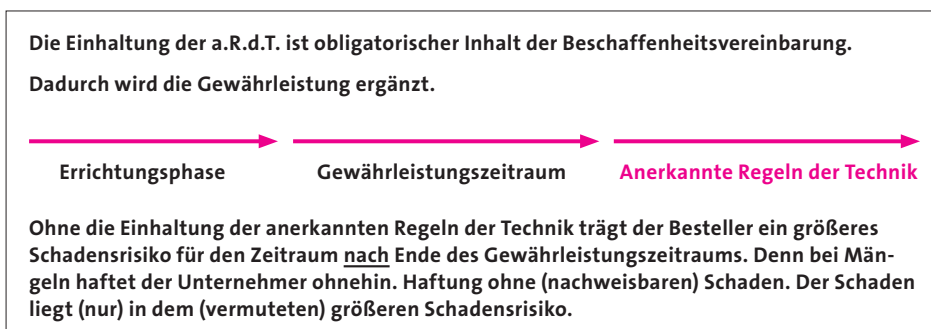 Die Einhaltung der a.R.d.T. ist obligatorischer Inhalt der Beschaffenheitsvereinbarung.
Dadurch wird die Gewährleistung ergänzt.
Errichtungsphase Gewährleistungszeitraum Anerkannte Regeln der Technik
Ohne die Einhaltung der anerkannten Regeln der Technik trägt der Besteller ein größeres
Schadensrisiko für den Zeitraum nach Ende des Gewährleistungszeitraums. Denn bei Män-
geln haftet der Unternehmer ohnehin. Haftung ohne (nachweisbaren) Schaden. Der Schaden
liegt (nur) in dem (vermuteten) größeren Schadensrisiko.